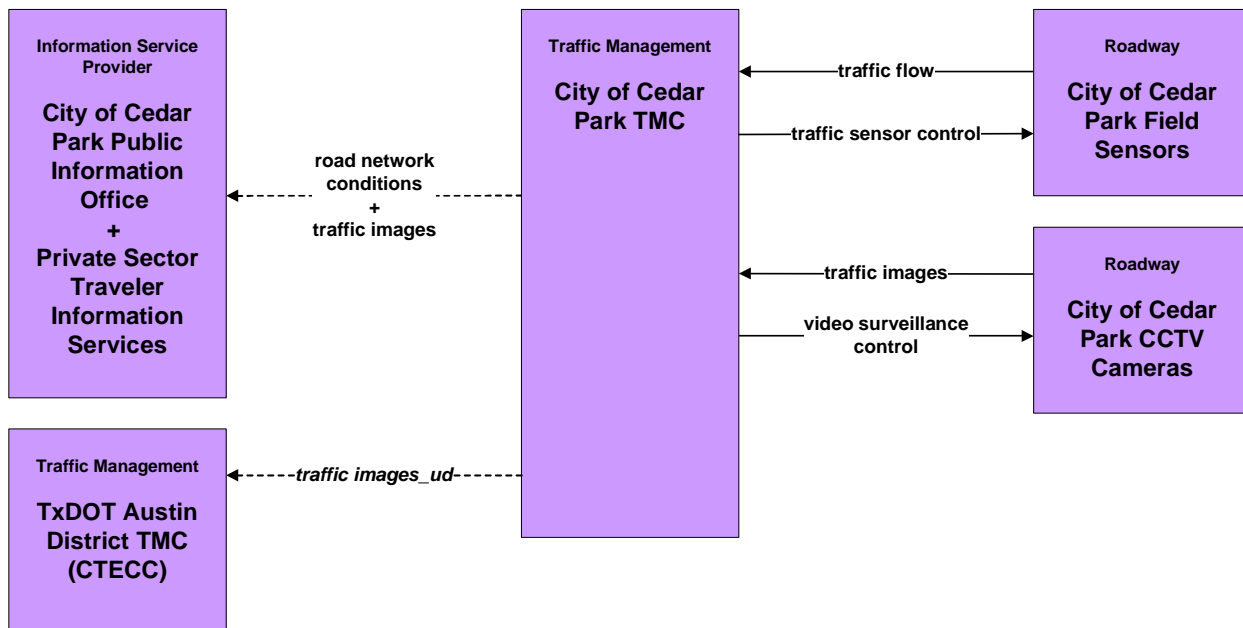 Information Service
Provider
City of Cedar
Park Public
Information
Office
+
Private Sector
Traveler
Information
Services
road network
conditions
+
traffic images
Traffic Management
City of Cedar
Park TMC
traffic flow
traffic sensor control
Roadway
City of Cedar
Park Field
Sensors
traffic images
video surveillance
control
Roadway
City of Cedar
Park CCTV
Cameras
Traffic Management
TxDOT Austin
District TMC
(CTECC)
traffic images_ud